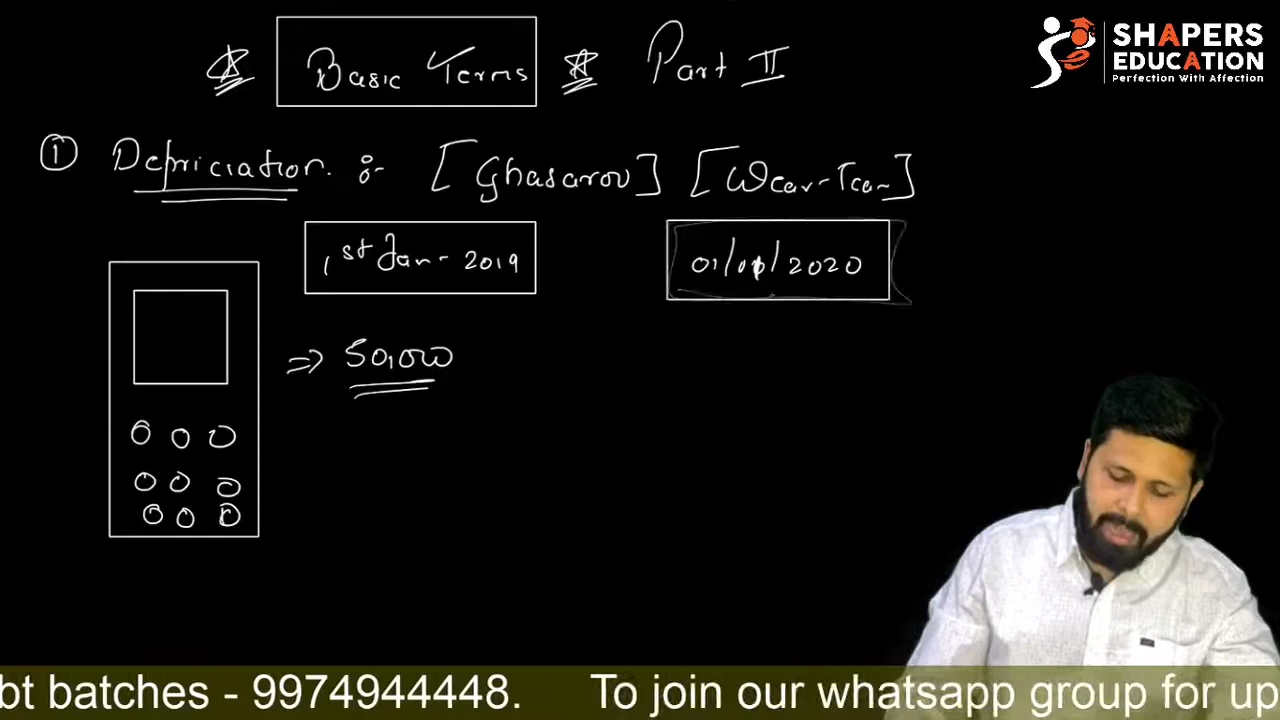 Basic Terms Part II
SHAPERS
EDUCATION
Perfection With Affection
① Depriciation :- [Ghasarov] [Wear-Tear]
1st Jan - 2019
01/01/2020
⇒ 50,000
bt batches - 9974944448. To join our whatsapp group for up